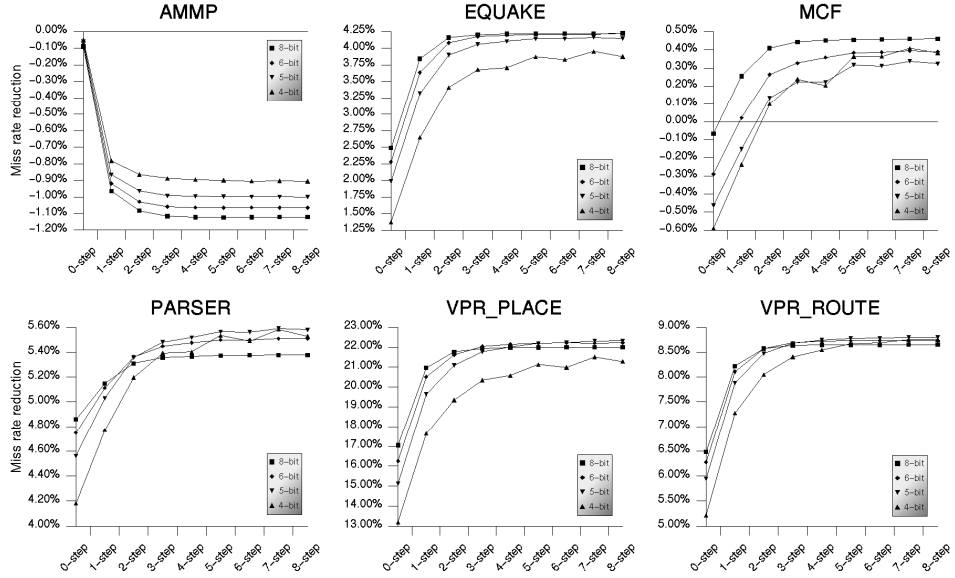 AMMP
Miss rate reduction
0.00%
-0.10%
-0.20%
-0.30%
-0.40%
-0.50%
-0.60%
-0.70%
-0.80%
-0.90%
-1.00%
-1.10%
-1.20%
8-bit
6-bit
5-bit
4-bit
0-step
1-step
2-step
3-step
4-step
5-step
6-step
7-step
8-step
EQUAKE
4.25%
4.00%
3.75%
3.50%
3.25%
3.00%
2.75%
2.50%
2.25%
2.00%
1.75%
1.50%
1.25%
8-bit
6-bit
5-bit
4-bit
0-step
1-step
2-step
3-step
4-step
5-step
6-step
7-step
8-step
MCF
0.50%
0.40%
0.30%
0.20%
0.10%
0.00%
-0.10%
-0.20%
-0.30%
-0.40%
-0.50%
-0.60%
8-bit
6-bit
5-bit
4-bit
0-step
1-step
2-step
3-step
4-step
5-step
6-step
7-step
8-step
PARSER
Miss rate reduction
5.60%
5.40%
5.20%
5.00%
4.80%
4.60%
4.40%
4.20%
4.00%
8-bit
6-bit
5-bit
4-bit
0-step
1-step
2-step
3-step
4-step
5-step
6-step
7-step
8-step
VPR_PLACE
23.00%
22.00%
21.00%
20.00%
19.00%
18.00%
17.00%
16.00%
15.00%
14.00%
13.00%
8-bit
6-bit
5-bit
4-bit
0-step
1-step
2-step
3-step
4-step
5-step
6-step
7-step
8-step
VPR_ROUTE
9.00%
8.50%
8.00%
7.50%
7.00%
6.50%
6.00%
5.50%
5.00%
8-bit
6-bit
5-bit
4-bit
0-step
1-step
2-step
3-step
4-step
5-step
6-step
7-step
8-step